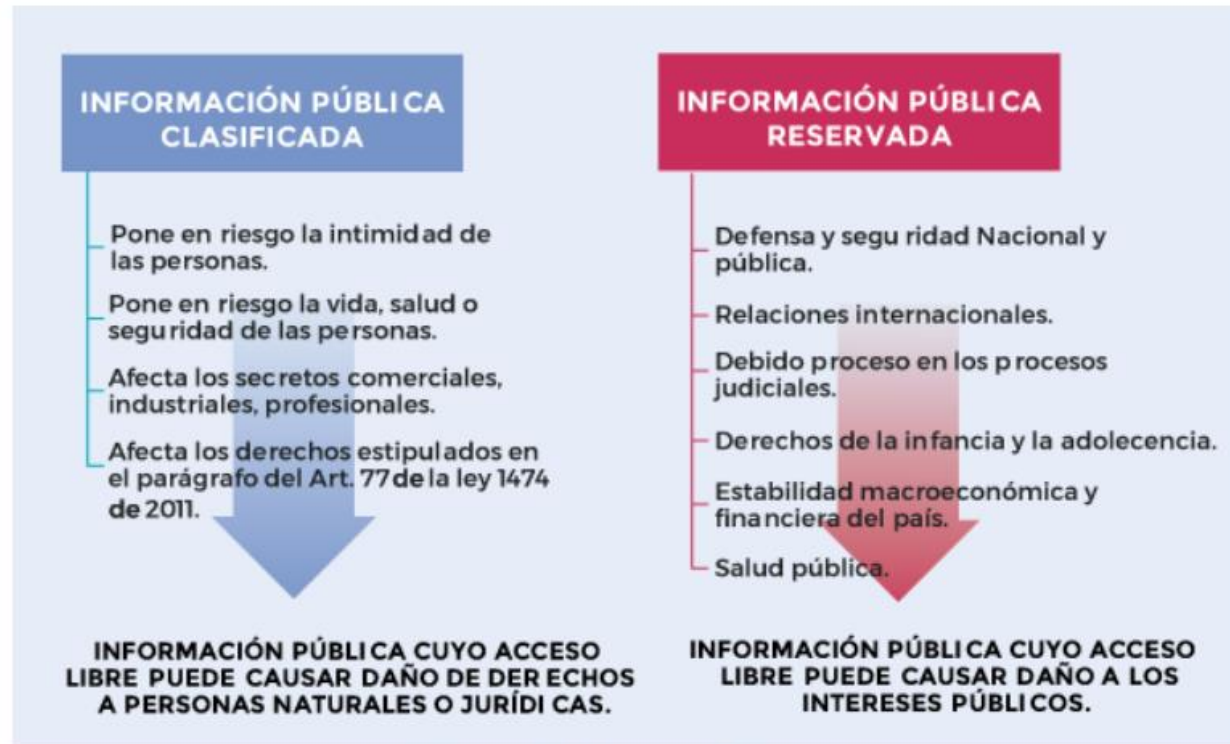 INFORMACIÓN PÚBLICA
CLASIFICADA
Pone en riesgo la intimidad de
las personas.
Pone en riesgo la vida, salud o
seguridad de las personas.
Afecta los secretos comerciales,
industriales, profesionales.
Afecta los derechos estipulados en
el parágrafo del Art. 77 de la ley 1474
de 2011.
INFORMACIÓN PÚBLICA CUYO ACCESO
LIBRE PUEDE CAUSAR DAÑO DE DERECHOS
A PERSONAS NATURALES O JURÍDICAS.
INFORMACIÓN PÚBLICA
RESERVADA
Defensa y seguridad Nacional y
pública.
Relaciones internacionales.
Debido proceso en los procesos
judiciales.
Derechos de la infancia y la adolecencia.
Estabilidad macroeconómica y
financiera del país.
Salud pública.
INFORMACIÓN PÚBLICA CUYO ACCESO
LIBRE PUEDE CAUSAR DAÑO A LOS
INTERESES PÚBLICOS.